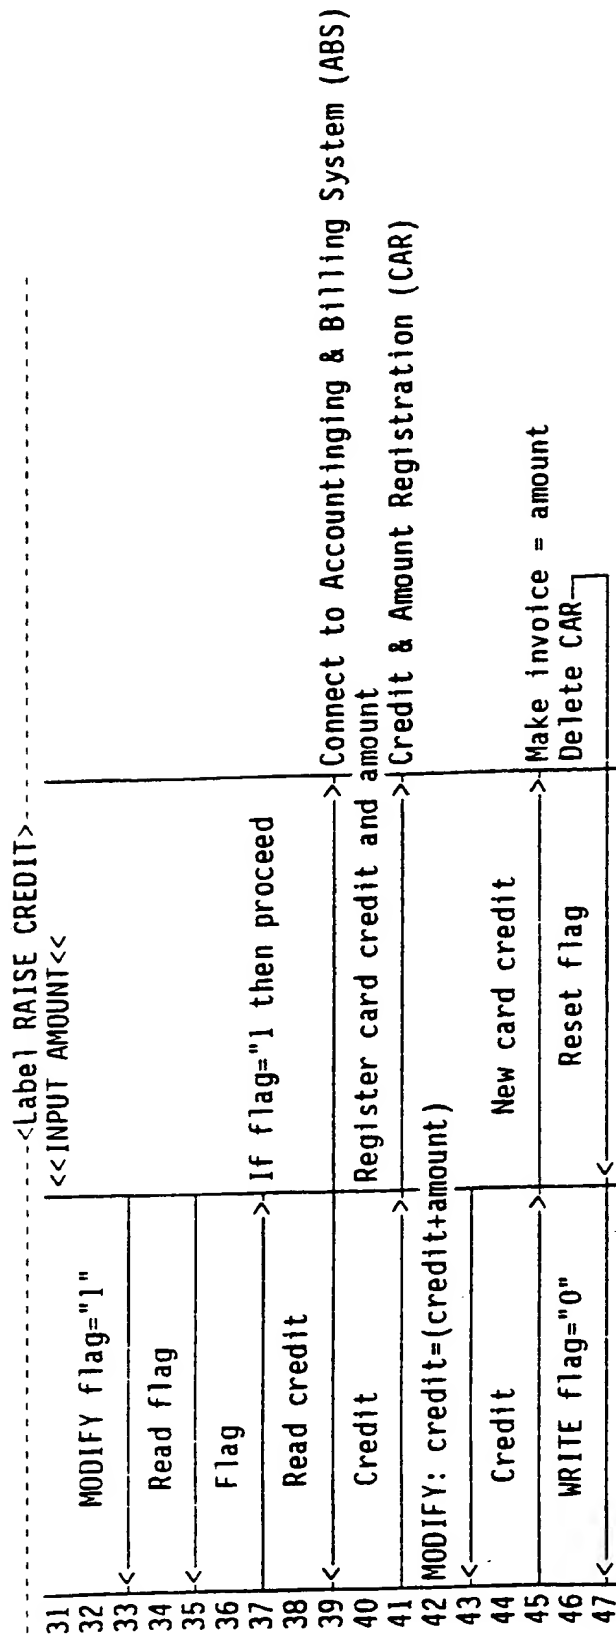 <Label RAISE CREDIT>
31 <<INPUT AMOUNT<<
32 MODIFY flag="1"
33
34 Read flag
35
36 Flag
37 If flag="1 then proceed
38 Read credit
39 Connect to Accountinging & Billing System (ABS)
40 Credit Register card credit and amount
41 Credit & Amount Registration (CAR)
42 MODIFY: credit=(credit+amount)
43
44 Credit New card credit
45 Make invoice = amount
46 WRITE flag="0" Reset flag Delete CAR
47